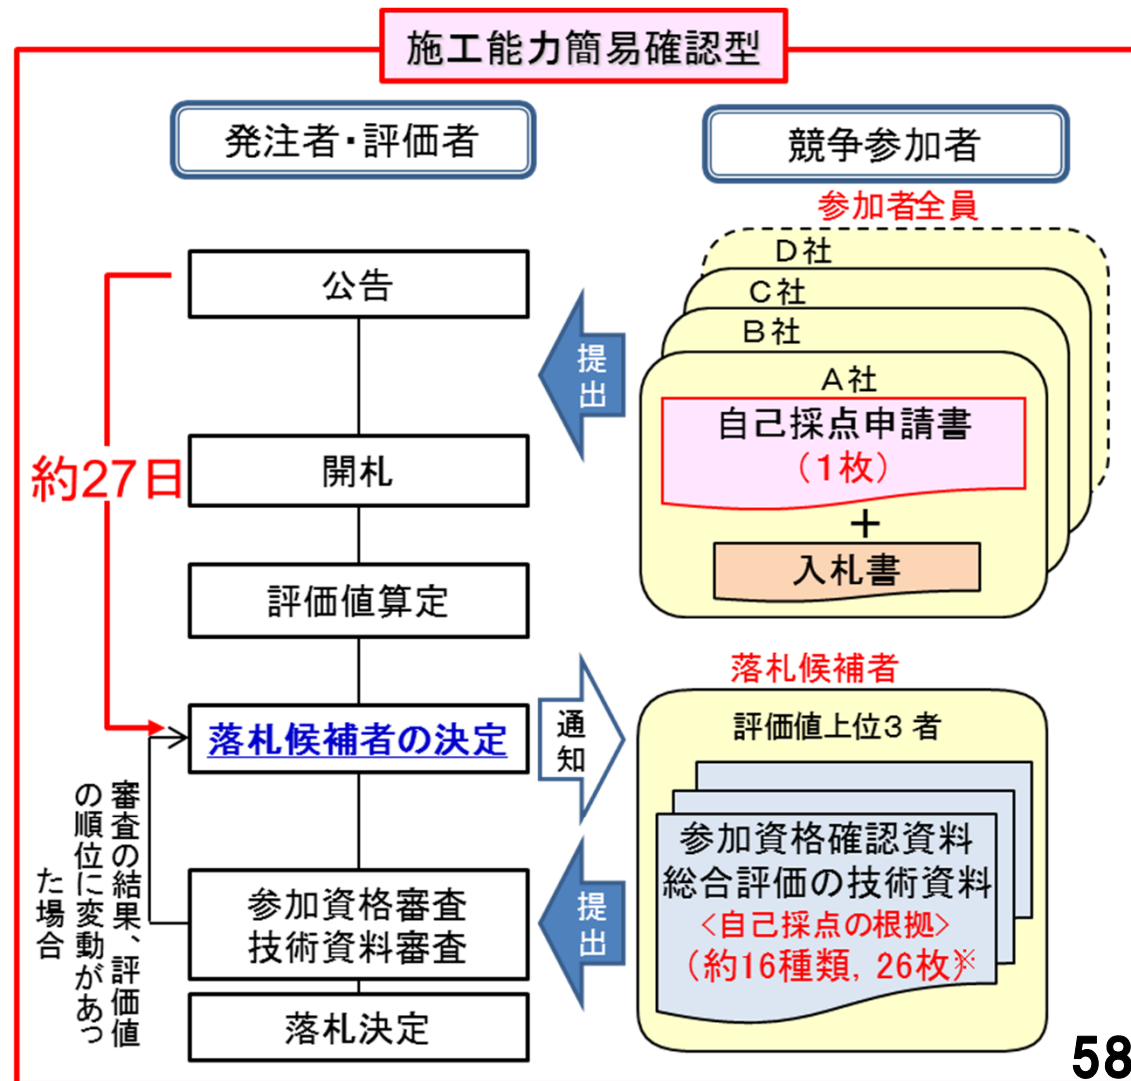 施工能力簡易確認型
発注者・評価者
競争参加者
参加者全員
公告
開札
評価値算定
落札候補者の決定
参加資格審査
技術資料審査
落札決定
約27日
審査の結果、評価値
の順位に変動があっ
た場合
提出
D社
C社
B社
A社
自己採点申請書
（１枚）
＋
入札書
通知
落札候補者
評価値上位３者
提出
参加資格確認資料
総合評価の技術資料
＜自己採点の根拠＞
（約16種類，26枚）※
58